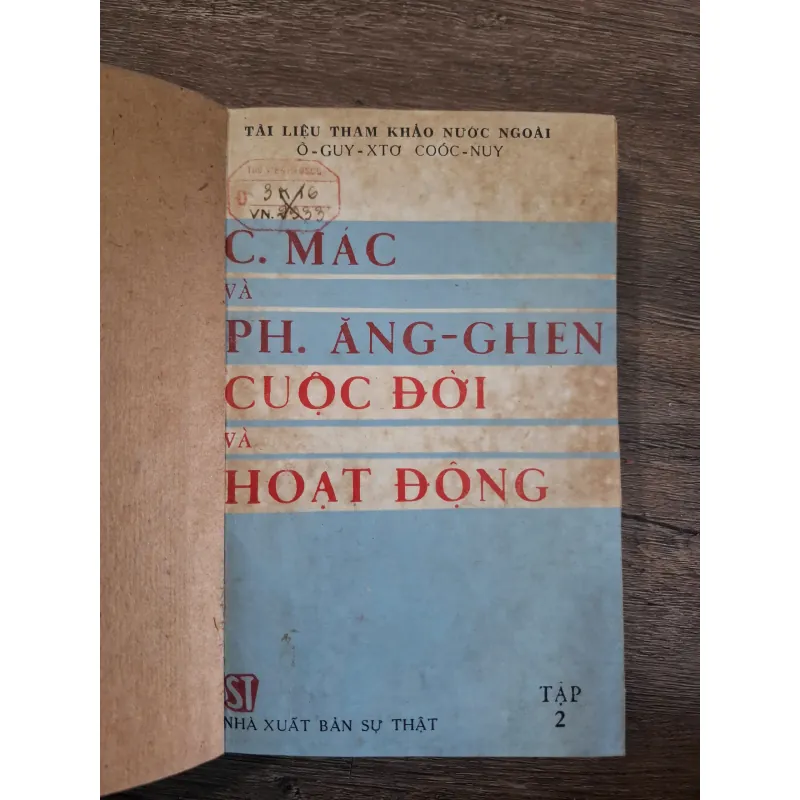 TÀI LIỆU THAM KHẢO NƯỚC NGOÀI
Ô-GUY-XTƠ COÓC-NUY
VN.
C. MÁC
VÀ
PH. ĂNG-GHEN
CUỘC ĐỜI
VÀ
HOẠT ĐỘNG
ST
NHÀ XUẤT BẢN SỰ THẬT
TẬP
2